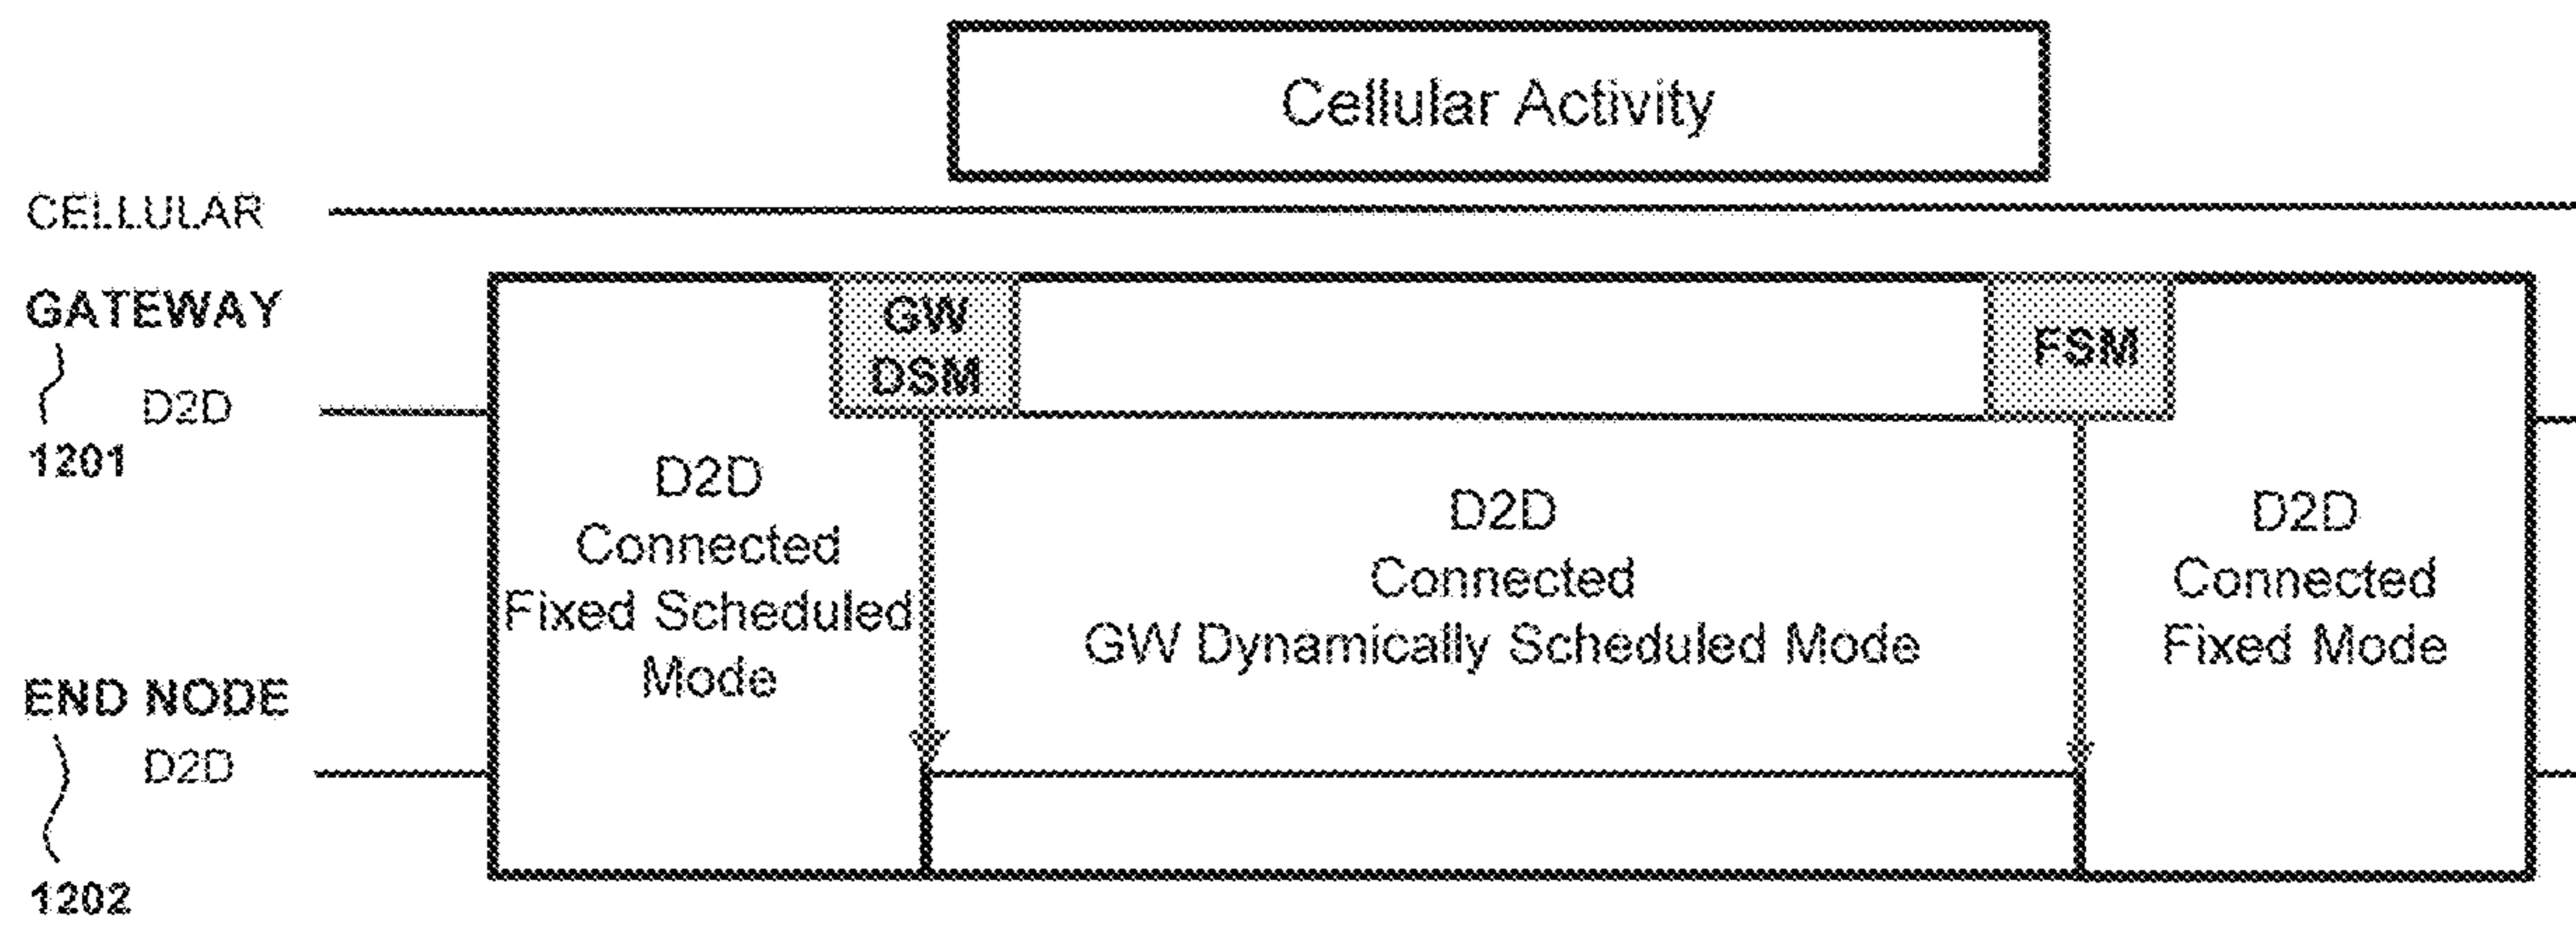 Cellular Activity
CELLULAR
GATEWAY
D2D
1201
GW
DSM
FSM
D2D
Connected
Fixed Scheduled
Mode
D2D
Connected
GW Dynamically Scheduled Mode
D2D
Connected
Fixed Mode
END NODE
D2D
1202